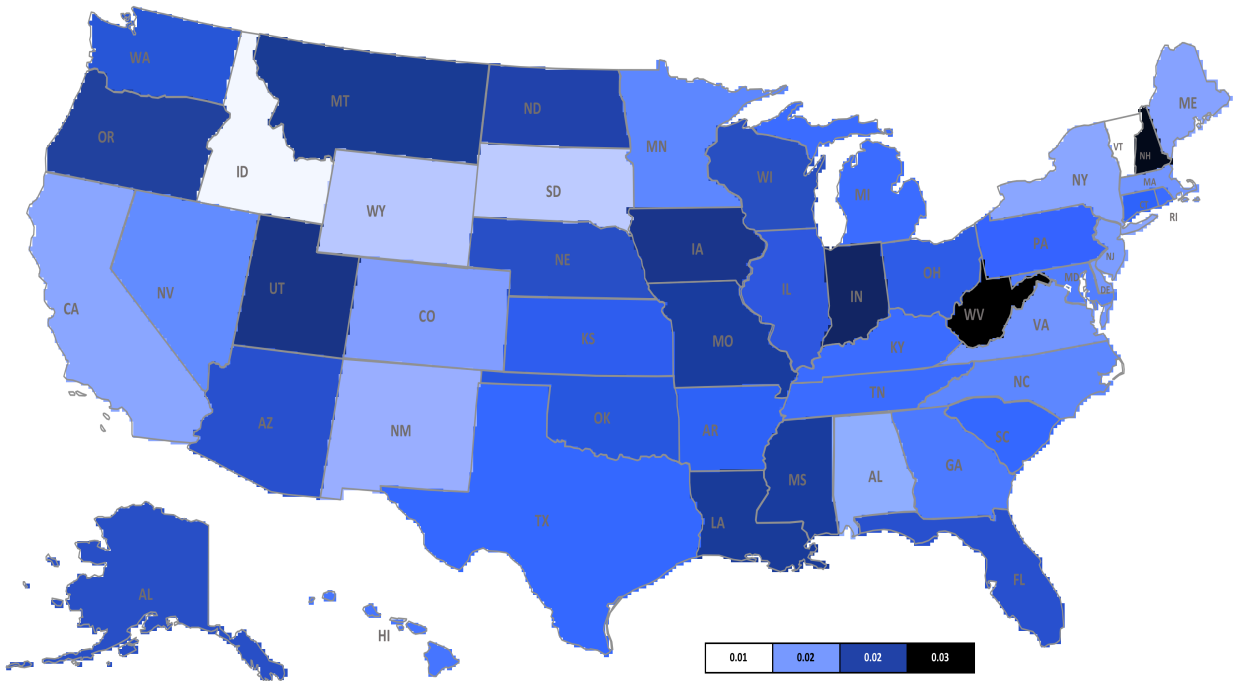 WA
MT
ND
MN
ME
OR
ID
SD
WI
MI
VT
NH
NY
MA
CT
RI
WY
IA
NE
PA
NJ
NV
UT
CO
IL
IN
OH
MD
DE
CA
KS
MO
KY
WV
VA
AZ
NM
OK
AR
TN
NC
SC
TX
LA
MS
AL
GA
FL
AL
HI
0.01 0.02 0.02 0.03